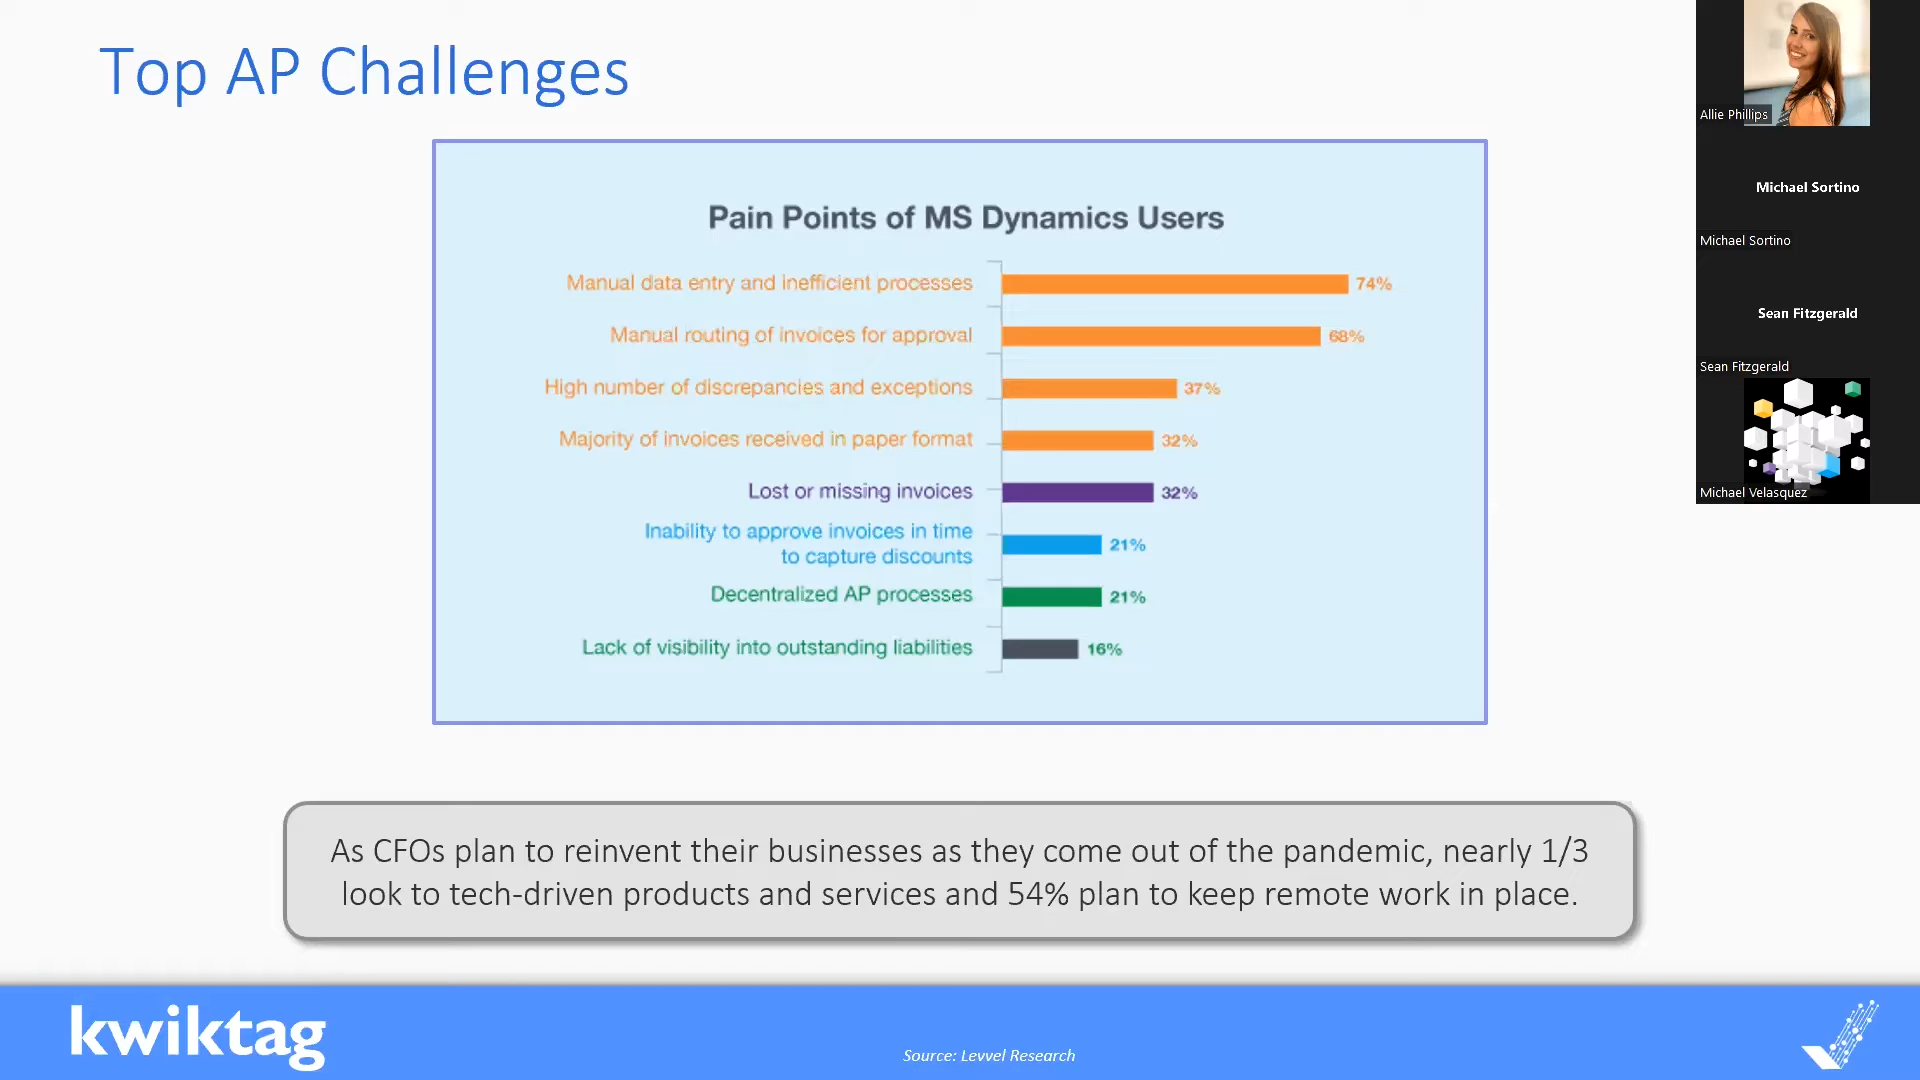 Top AP Challenges
Pain Points of MS Dynamics Users
Manual data entry and inefficient processes 74%
Manual routing of invoices for approval 68%
High number of discrepancies and exceptions 37%
Majority of invoices received in paper format 32%
Lost or missing invoices 32%
Inability to approve invoices in time
to capture discounts 21%
Decentralized AP processes 21%
Lack of visibility into outstanding liabilities 16%
As CFOs plan to reinvent their businesses as they come out of the pandemic, nearly 1/3
look to tech-driven products and services and 54% plan to keep remote work in place.
kwiktag
Source: Levvel Research
Allie Phillips
Michael Sortino
Michael Sortino
Sean Fitzgerald
Sean Fitzgerald
Michael Velasquez